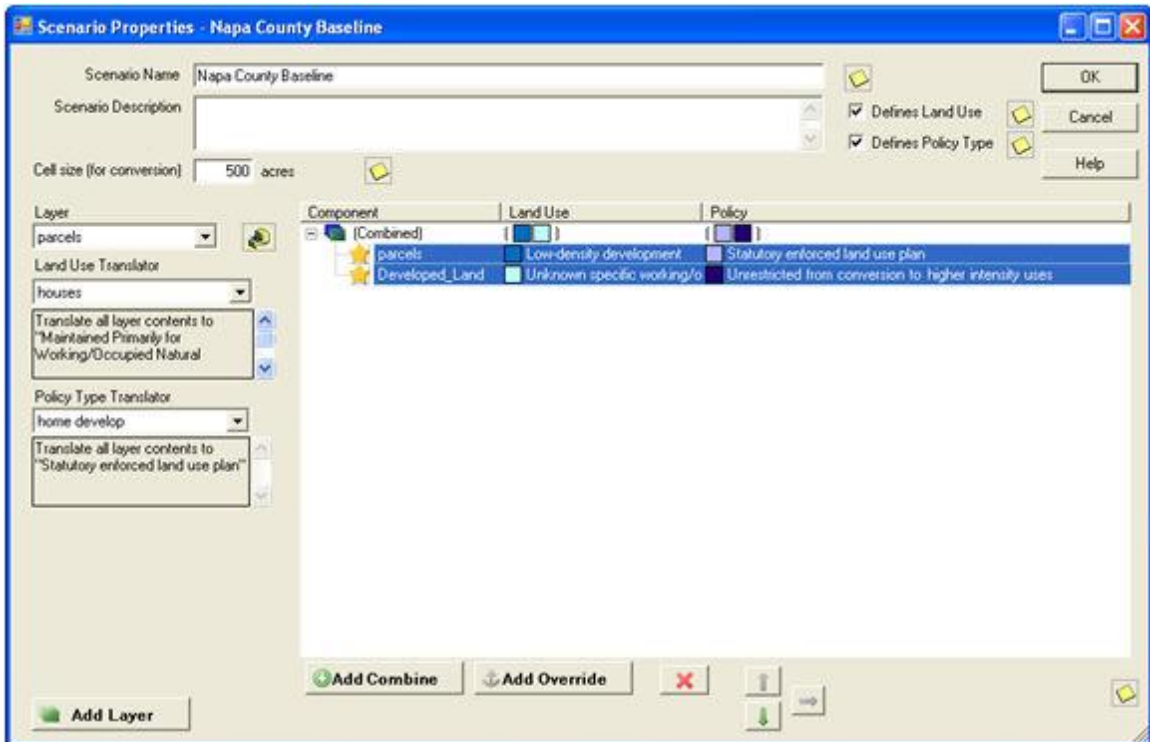 Scenario Properties - Napa County Baseline
Scenario Name Napa County Baseline OK
Scenario Description Defines Land Use Cancel
Defines Policy Type
Cell size (for conversion) 500 acres Help
Layer
parcels
Land Use Translator
houses
Translate all layer contents to
"Maintained Primarily for
Working/Occupied Natural
Policy Type Translator
home develop
Translate all layer contents to
"Statutory enforced land use plan"
Component Land Use Policy
(Combined) { } { }
parcels Low-density development Statutory enforced land use plan
Developed_Land Unknown specific working/o Unrestricted from conversion to higher intensity uses
Add Combine Add Override
Add Layer